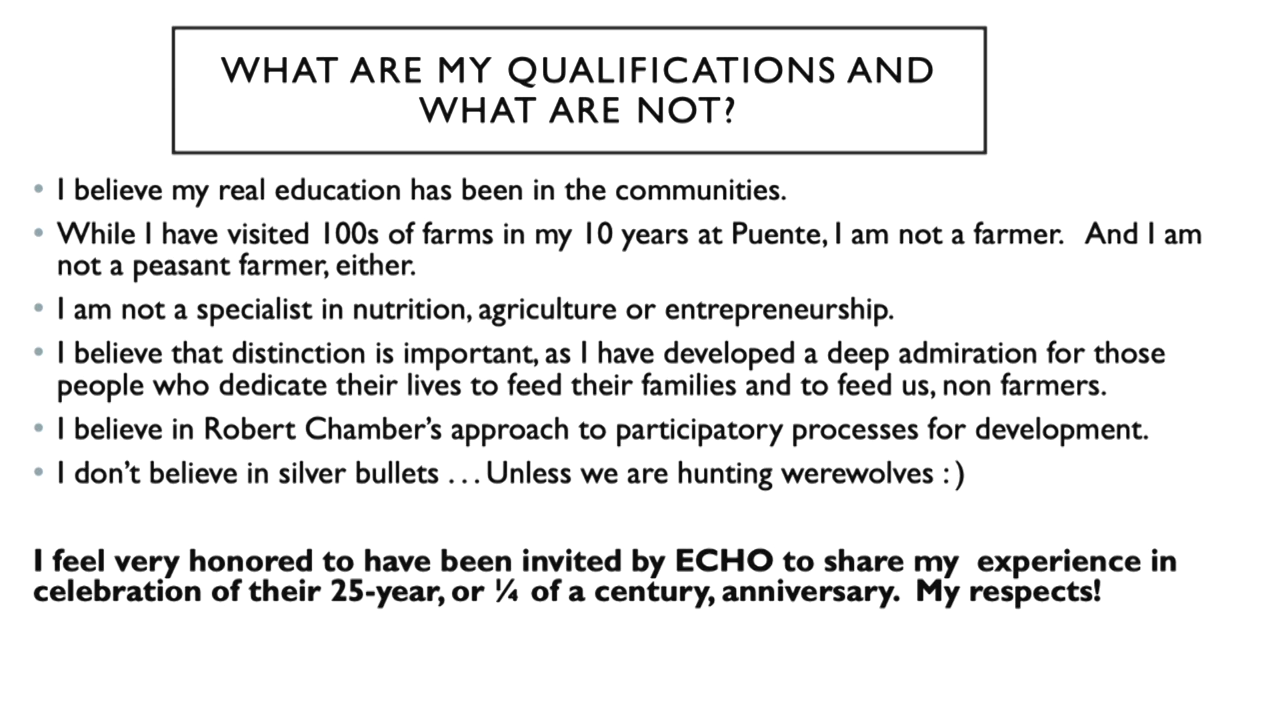 WHAT ARE MY QUALIFICATIONS AND
WHAT ARE NOT?
• I believe my real education has been in the communities.
• While I have visited 100s of farms in my 10 years at Puente, I am not a farmer.  And I am
not a peasant farmer, either.
• I am not a specialist in nutrition, agriculture or entrepreneurship.
• I believe that distinction is important, as I have developed a deep admiration for those
people who dedicate their lives to feed their families and to feed us, non farmers.
• I believe in Robert Chamber’s approach to participatory processes for development.
• I don’t believe in silver bullets . . . Unless we are hunting werewolves : )
I feel very honored to have been invited by ECHO to share my  experience in
celebration of their 25-year, or ¼ of a century, anniversary.  My respects!